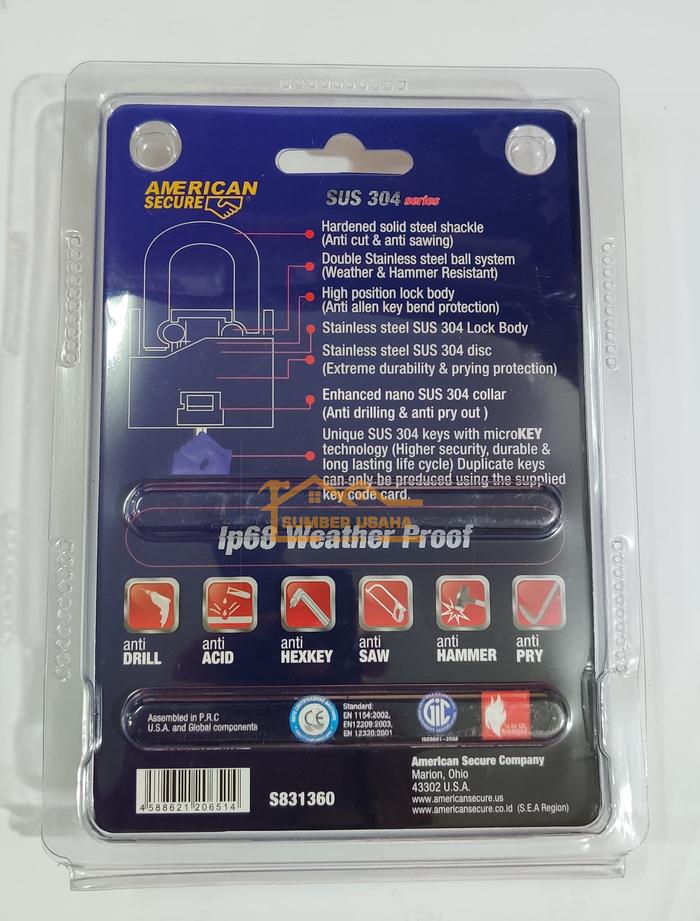 AMERICAN
SECURE
SUS 304 series
Hardened solid steel shackle
(Anti cut & anti sawing)
Double Stainless steel ball system
(Weather & Hammer Resistant)
High position lock body
(Anti allen key bend protection)
Stainless steel SUS 304 Lock Body
Stainless steel SUS 304 disc
(Extreme durability & prying protection)
Enhanced nano SUS 304 collar
(Anti drilling & anti pry out )
Unique SUS 304 keys with microKEY
technology (Higher security, durable &
long lasting life cycle) Duplicate keys
can only be produced using the supplied
key code card.
SUMBER USAHA
Ip68 Weather Proof
anti
DRILL
anti
ACID
anti
HEXKEY
anti
SAW
anti
HAMMER
anti
PRY
Assembled in P.R.C
U.S.A. and Global components
CE
Standard:
EN 1154:2002,
EN12209:2003,
EN 12320:2001
GIC
ISO9001-2008
American Secure Company
Marion, Ohio
43302 U.S.A.
www.americansecure.us
www.americansecure.co.id (S.E.A Region)
4 588621 206514
S831360